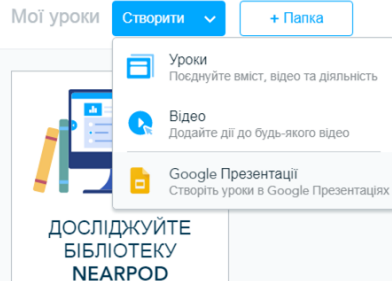 Мої уроки
Створити
+ Папка
Уроки
Поєднуйте вміст, відео та діяльність
Відео
Додайте дії до будь-якого відео
Google Презентації
Створіть уроки в Google Презентаціях
ДОСЛІДЖУЙТЕ
БІБЛІОТЕКУ
NEARPOD